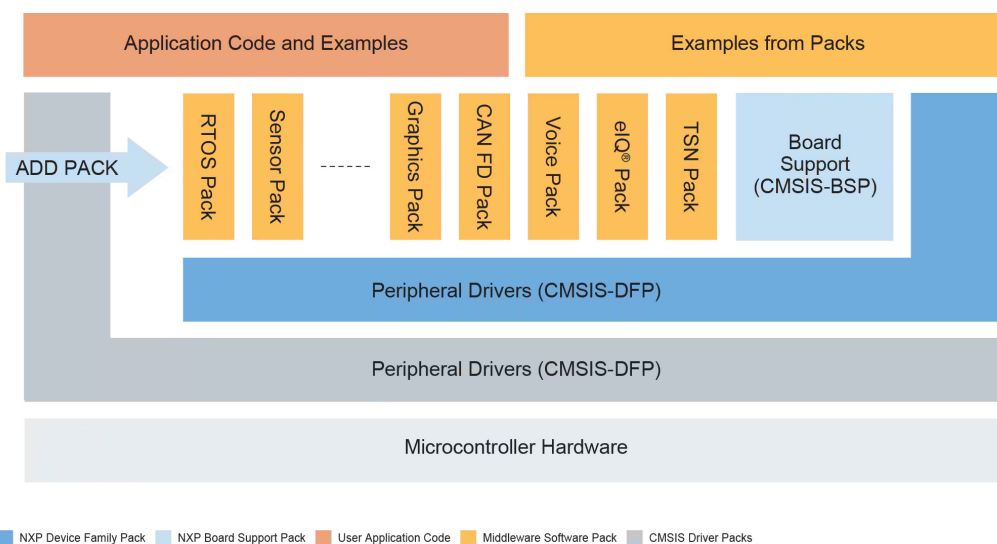 Application Code and Examples
Examples from Packs
ADD PACK
RTOS Pack
Sensor Pack
Graphics Pack
CAN FD Pack
Voice Pack
eIQ® Pack
TSN Pack
Board
Support
(CMSIS-BSP)
Peripheral Drivers (CMSIS-DFP)
Peripheral Drivers (CMSIS-DFP)
Microcontroller Hardware
NXP Device Family Pack
NXP Board Support Pack
User Application Code
Middleware Software Pack
CMSIS Driver Packs